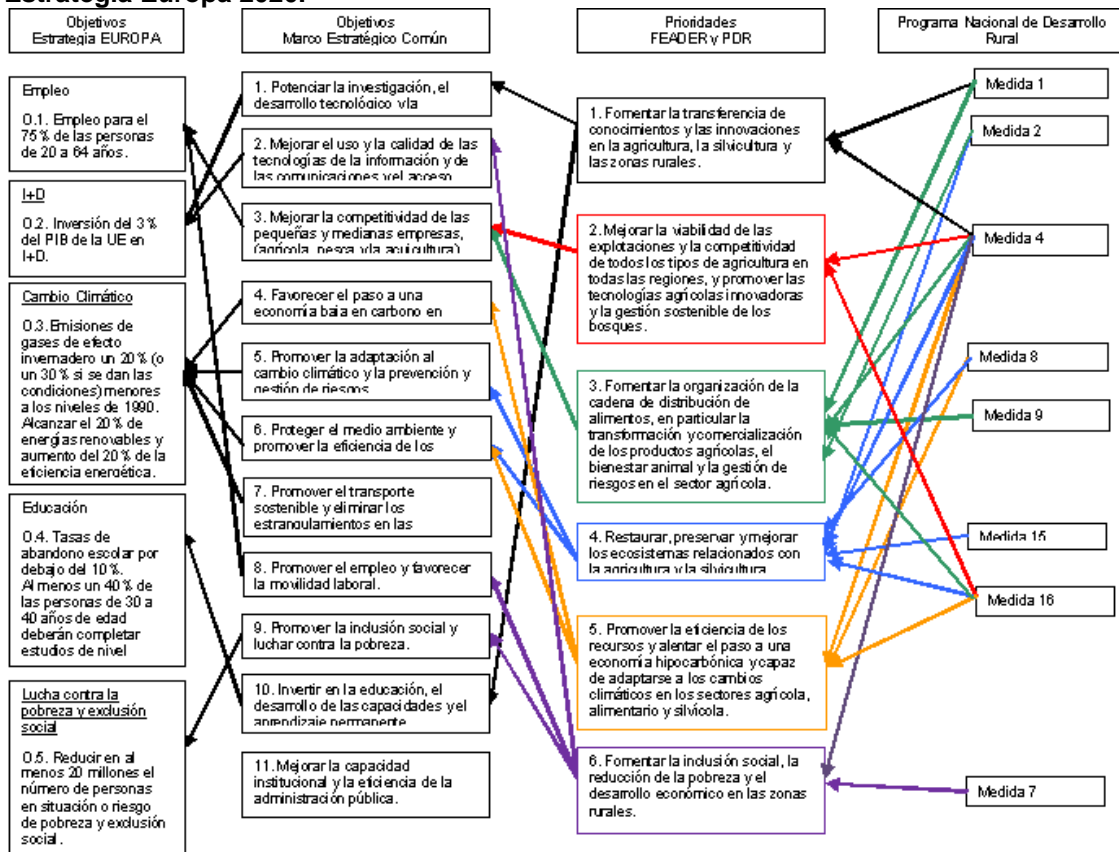 Estrategia Europa 2020.
Objetivos
Estrategia EUROPA
Objetivos
Marco Estratégico Común
Prioridades
FEADER y PDR
Programa Nacional de Desarrollo
Rural
Empleo
O.1. Empleo para el
75% de las personas
de 20 a 64 años.
I+D
O.2. Inversión del 3%
del PIB de la UE en
I+D.
Cambio Climático
O.3. Emisiones de
gases de efecto
invernadero un 20% (o
un 30% si se dan las
condiciones) menores
a los niveles de 1990.
Alcanzar el 20% de
energías renovables y
aumento del 20% de la
eficiencia energética.
Educación
O.4. Tasas de
abandono escolar por
debajo del 10%.
Al menos un 40% de
las personas de 30 a
40 años de edad
deberán completar
estudios de nivel
Lucha contra la
pobreza y exclusión
social
O.5. Reducir en al
menos 20 millones el
número de personas
en situación o riesgo
de pobreza y exclusión
social.
1. Potenciar la investigación, el
desarrollo tecnológico y la
2. Mejorar el uso y la calidad de las
tecnologías de la información y de
las comunicaciones y el acceso
3. Mejorar la competitividad de las
pequeñas y medianas empresas,
(agrícola, pesca y la acuicultura)
4. Favorecer el paso a una
economía baja en carbono en
5. Promover la adaptación al
cambio climático y la prevención y
gestión de riesgos
6. Proteger el medio ambiente y
promover la eficiencia de los
7. Promover el transporte
sostenible y eliminar los
estrangulamientos en las
8. Promover el empleo y favorecer
la movilidad laboral.
9. Promover la inclusión social y
luchar contra la pobreza.
10. Invertir en la educación, el
desarrollo de las capacidades y el
aprendizaje permanente
11. Mejorar la capacidad
institucional y la eficiencia de la
administración pública.
1. Fomentar la transferencia de
conocimientos y las innovaciones
en la agricultura, la silvicultura y
las zonas rurales.
2. Mejorar la viabilidad de las
explotaciones y la competitividad
de todos los tipos de agricultura en
todas las regiones, y promover las
tecnologías agrícolas innovadoras
y la gestión sostenible de los
bosques.
3. Fomentar la organización de la
cadena de distribución de
alimentos, en particular la
transformación y comercialización
de los productos agrícolas, el
bienestar animal y la gestión de
riesgos en el sector agrícola.
4. Restaurar, preservar y mejorar
los ecosistemas relacionados con
la agricultura y la silvicultura
5. Promover la eficiencia de los
recursos y alentar el paso a una
economía hipocarbónica y capaz
de adaptarse a los cambios
climáticos en los sectores agrícola,
alimentario y silvícola.
6. Fomentar la inclusión social, la
reducción de la pobreza y el
desarrollo económico en las zonas
rurales.
Medida 1
Medida 2
Medida 4
Medida 8
Medida 9
Medida 15
Medida 16
Medida 7